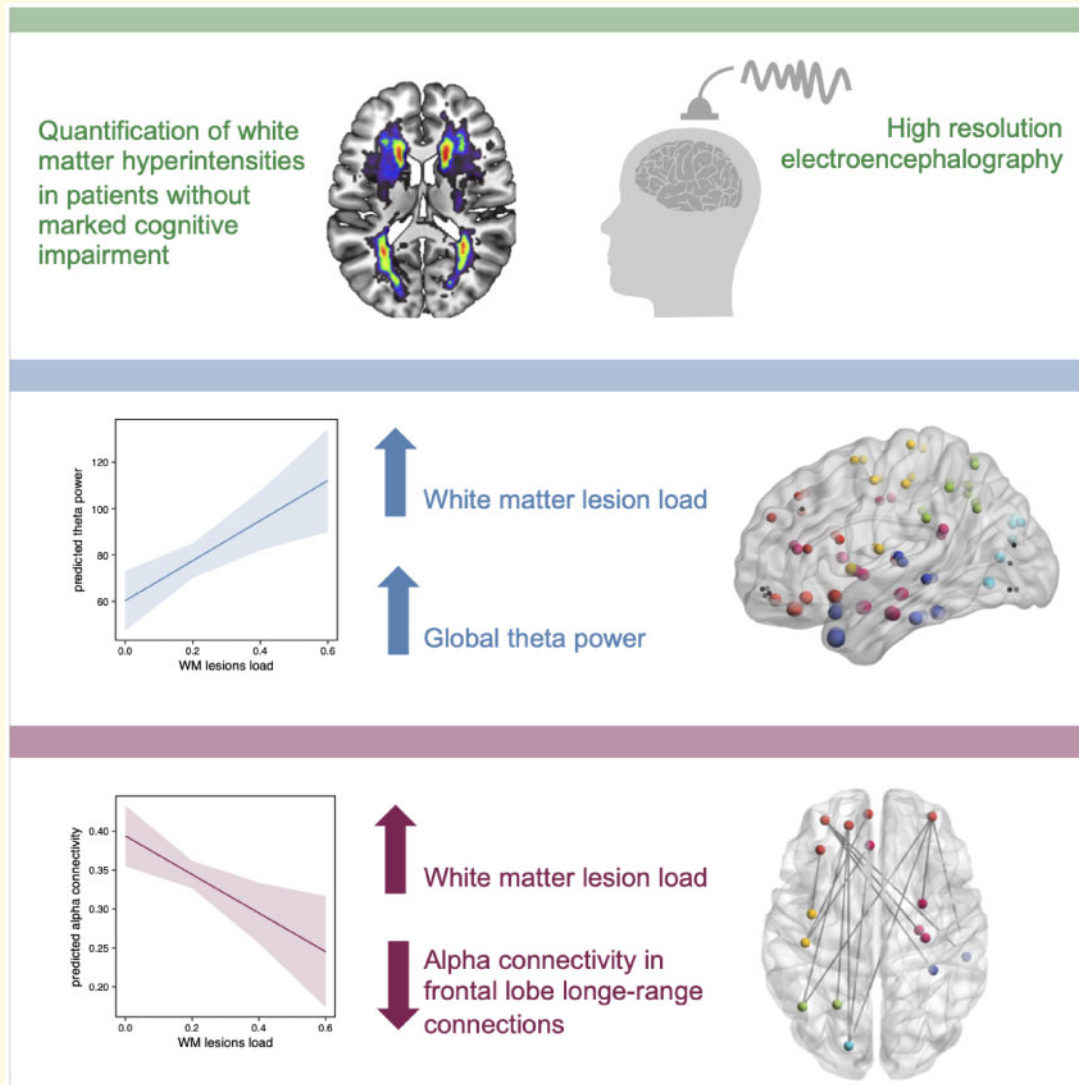 Quantification of white
matter hyperintensities
in patients without
marked cognitive
impairment
High resolution
electroencephalography
predicted theta power
120
100
80
60
0.0
0.2
0.4
0.6
WM lesions load
White matter lesion load
Global theta power
predicted alpha connectivity
0.40
0.35
0.30
0.25
0.20
0.0
0.2
0.4
0.6
WM lesions load
White matter lesion load
Alpha connectivity in
frontal lobe longe-range
connections